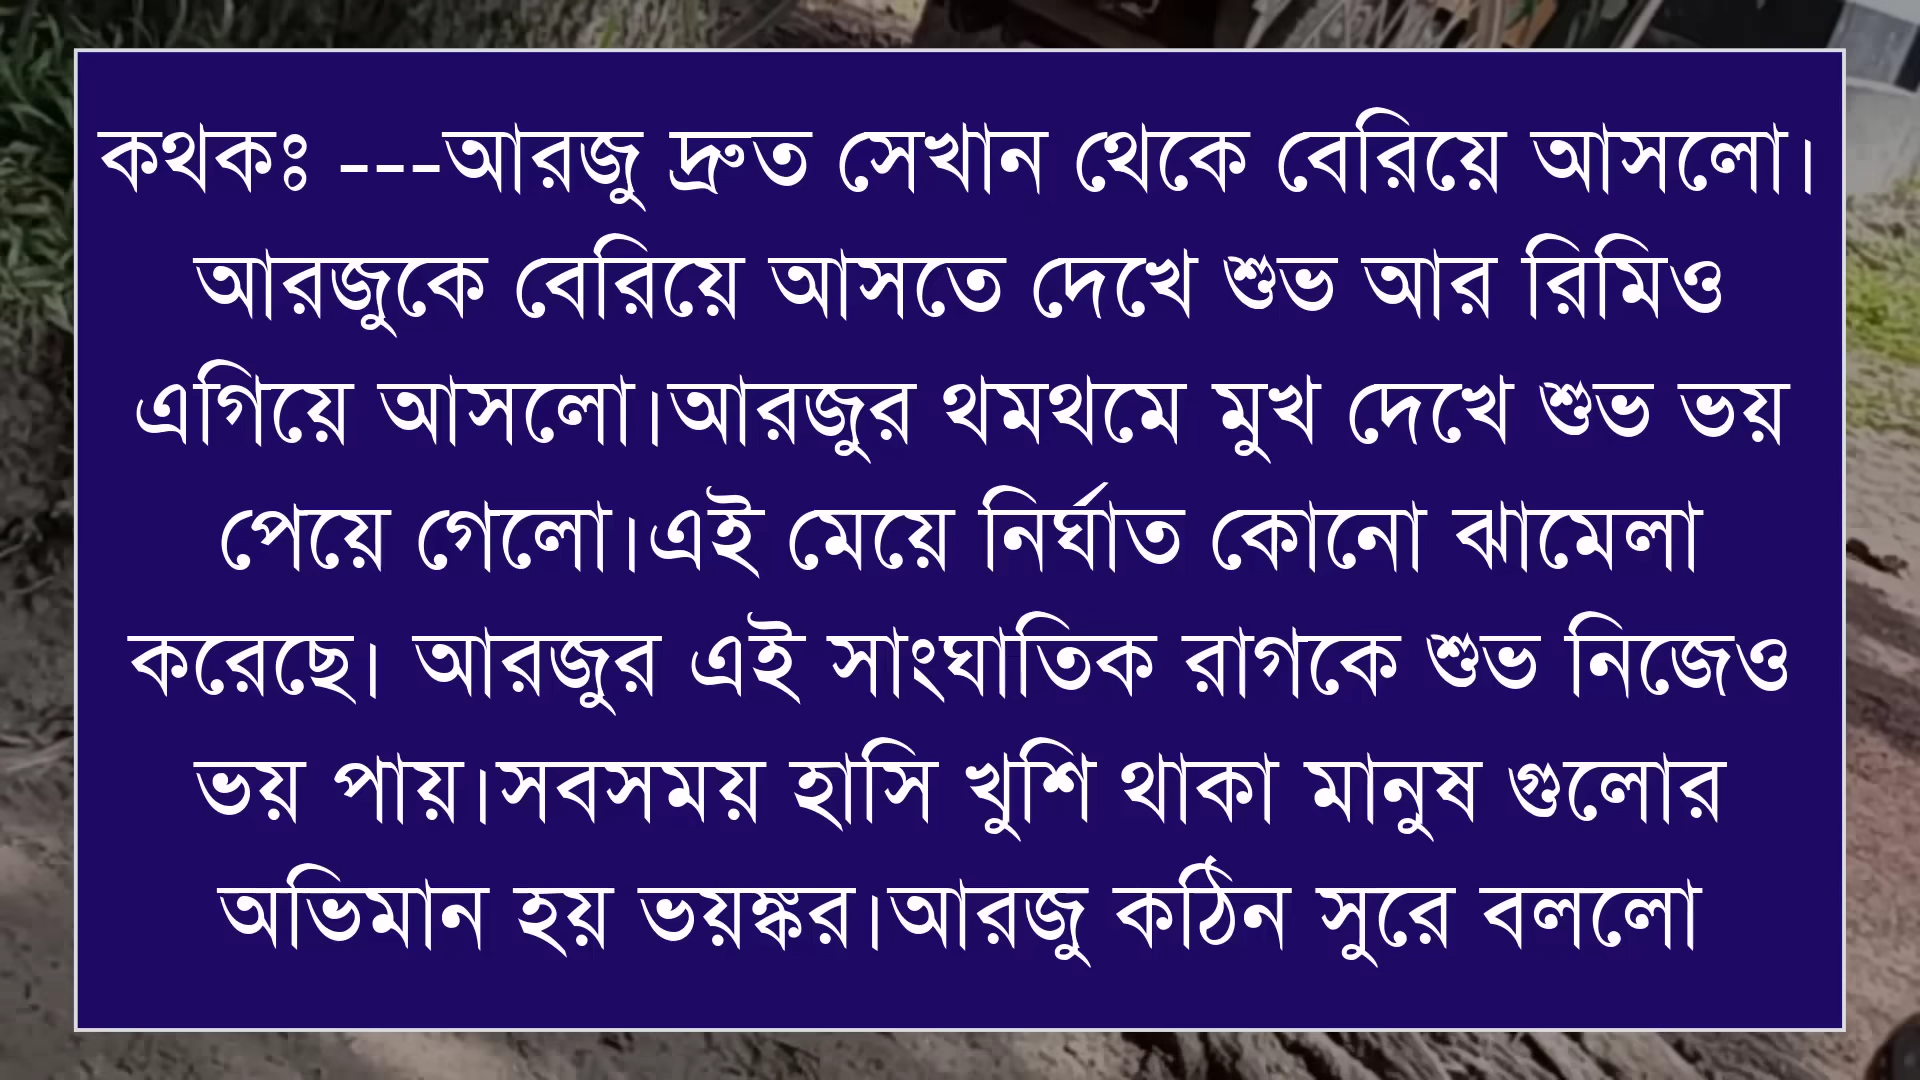 কথকঃ ---আরজু দ্রুত সেখান থেকে বেরিয়ে আসলো।
আরজুকে বেরিয়ে আসতে দেখে শুভ আর রিমিও
এগিয়ে আসলো।আরজুর থমথমে মুখ দেখে শুভ ভয়
পেয়ে গেলো।এই মেয়ে নির্ঘাত কোনো ঝামেলা
করেছে। আরজুর এই সাংঘাতিক রাগকে শুভ নিজেও
ভয় পায়।সবসময় হাসি খুশি থাকা মানুষ গুলোর
অভিমান হয় ভয়ঙ্কর।আরজু কঠিন সুরে বললো